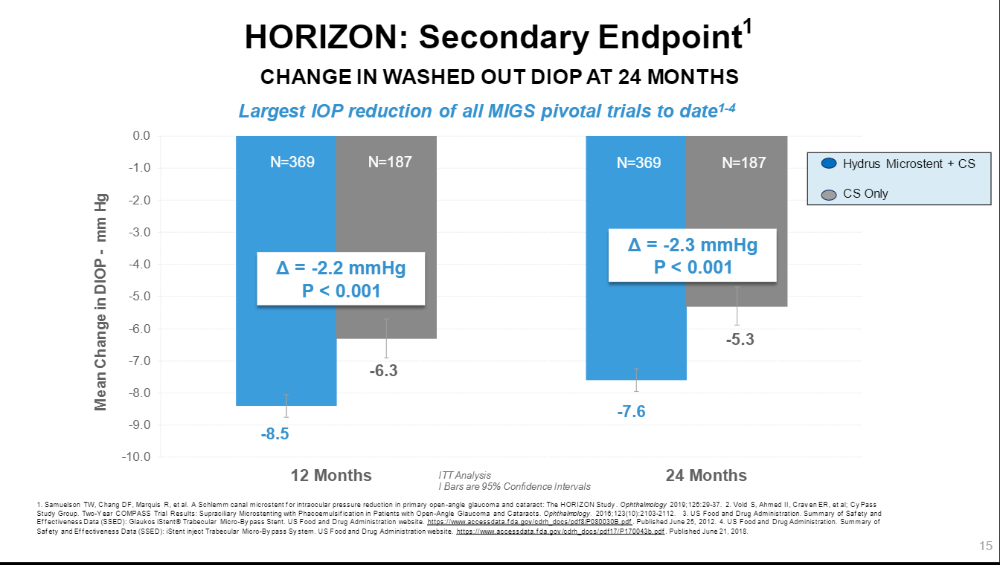 HORIZON: Secondary Endpoint1
CHANGE IN WASHED OUT DIOP AT 24 MONTHS
Largest IOP reduction of all MIGS pivotal trials to date1-4
Mean Change in DIOP - mm Hg
0.0
-1.0
-2.0
-3.0
-4.0
-5.0
-6.0
-7.0
-8.0
-9.0
-10.0
N=369
N=187
Δ = -2.2 mmHg
P < 0.001
-6.3
-8.5
N=369
N=187
Δ = -2.3 mmHg
P < 0.001
-5.3
-7.6
Hydrus Microstent + CS
CS Only
12 Months
24 Months
ITT Analysis
I Bars are 95% Confidence Intervals
1. Samuelson TW, Chang DF, Marquis R, et al. A Schlemm canal microstent for intraocular pressure reduction in primary open-angle glaucoma and cataract: The HORIZON Study. Ophthalmology 2019;126:29-37. 2. Vold S, Ahmed II, Craven ER, et al; CyPass
Study Group. Two-Year COMPASS Trial Results: Supraciliary Microstenting with Phacoemulsification in Patients with Open-Angle Glaucoma and Cataracts. Ophthalmology. 2016;123(10):2103-2112. 3. US Food and Drug Administration. Summary of Safety and
Effectiveness Data (SSED): Glaukos iStent® Trabecular Micro-Bypass Stent. US Food and Drug Administration website. https://www.accessdata.fda.gov/cdrh_docs/pdf8/P080030B.pdf. Published June 25, 2012. 4. US Food and Drug Administration. Summary of
Safety and Effectiveness Data (SSED): iStent inject Trabecular Micro-Bypass System. US Food and Drug Administration website. https://www.accessdata.fda.gov/cdrh_docs/pdf17/P170043b.pdf. Published June 21, 2018.
15